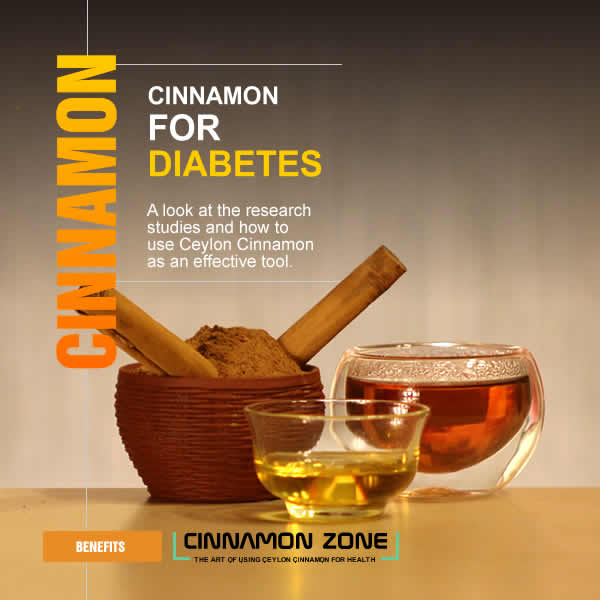 CINNAMON
CINNAMON
FOR
DIABETES
A look at the research
studies and how to
use Ceylon Cinnamon
as an effective tool.
BENEFITS
CINNAMON ZONE
THE ART OF USING CEYLON CINNAMON FOR HEALTH